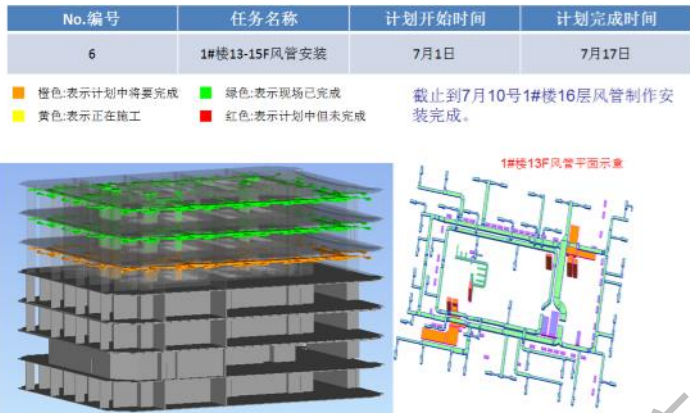 No.编号 任务名称 计划开始时间 计划完成时间
6 1#楼13-15F风管安装 7月1日 7月17日
橙色:表示计划中将要完成 绿色:表示现场已完成
黄色:表示正在施工 红色:表示计划中但未完成
截止到7月10号1#楼16层风管制作安
装完成。
1#楼13F风管平面示意